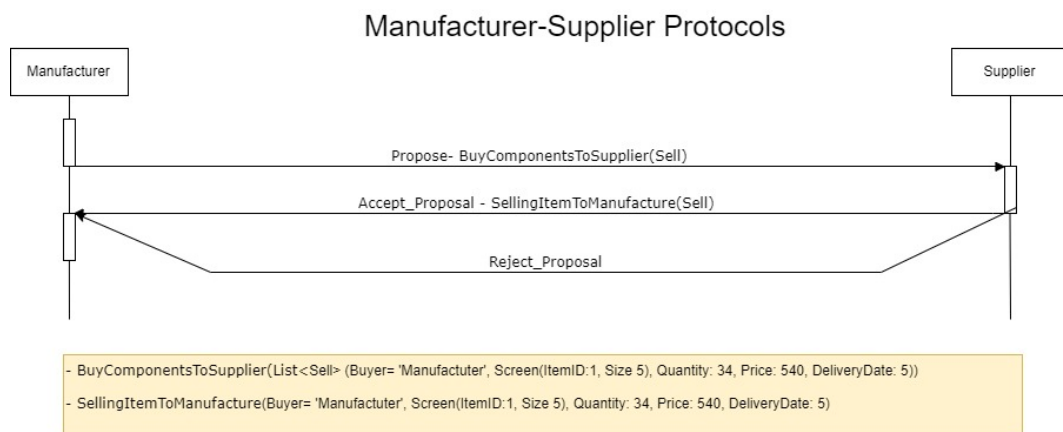 Manufacturer-Supplier Protocols
Manufacturer
Supplier
Propose- BuyComponentsToSupplier(Sell)
Accept_Proposal - SellingItemToManufacture(Sell)
Reject_Proposal
- BuyComponentsToSupplier(List<Sell> (Buyer= 'Manufactuter', Screen(ItemID:1, Size 5), Quantity: 34, Price: 540, DeliveryDate: 5))
- SellingItemToManufacture(Buyer= 'Manufactuter', Screen(ItemID:1, Size 5), Quantity: 34, Price: 540, DeliveryDate: 5)